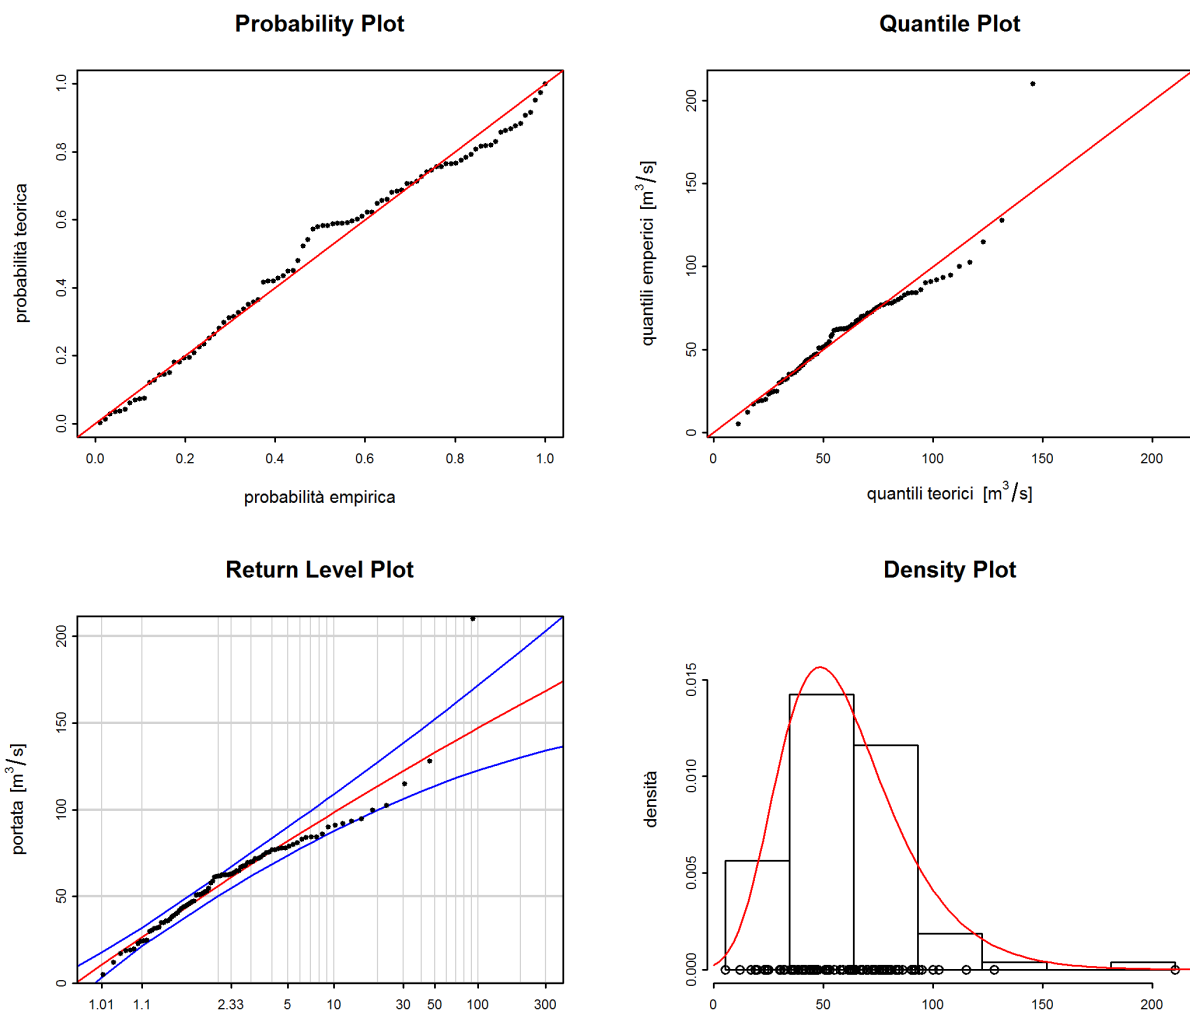 Probability Plot
1.0
0.8
0.6
0.4
0.2
0.0
probabilità teorica
0.0 0.2 0.4 0.6 0.8 1.0
probabilità empirica
Quantile Plot
200
150
100
50
0
quantili emperici [m³/s]
0 50 100 150 200
quantili teorici [m³/s]
Return Level Plot
200
150
100
50
0
portata [m³/s]
1.01 1.1 2.33 5 10 30 50 100 300
Density Plot
0.015
0.010
0.005
0.000
densità
0 50 100 150 200